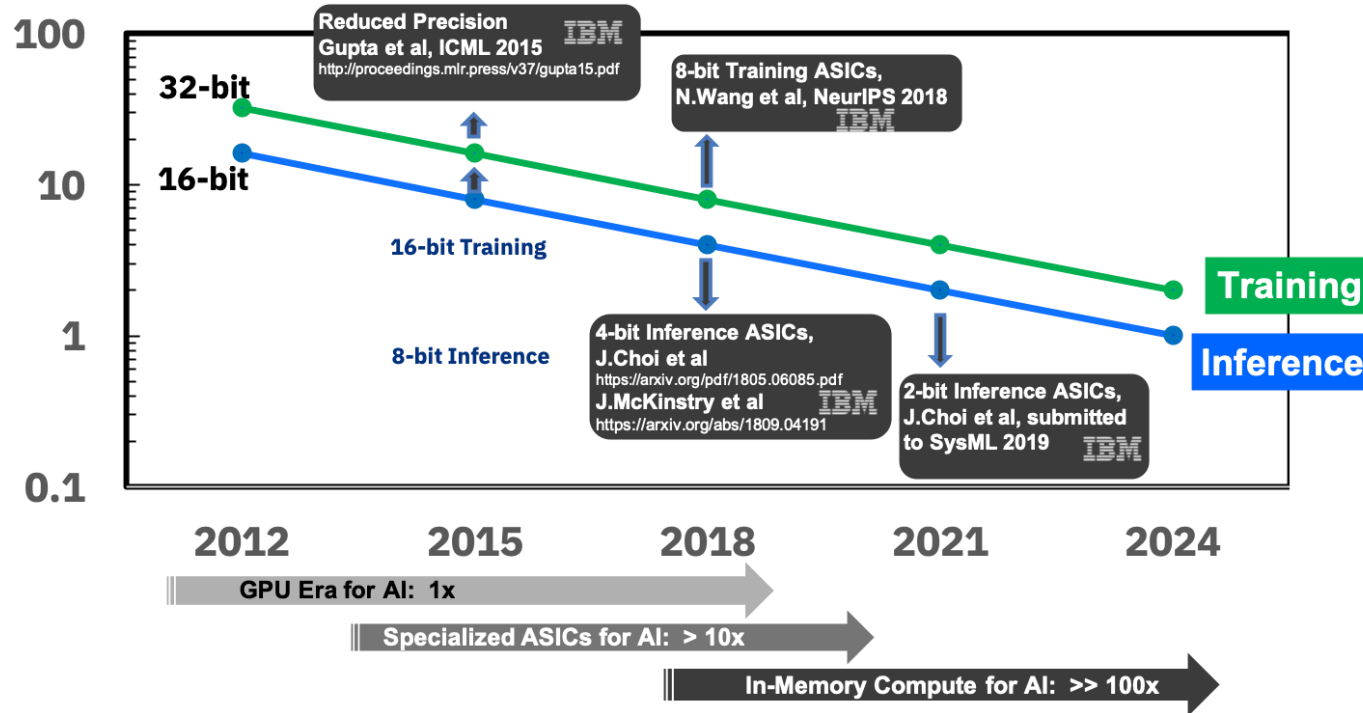 100
10
1
0.1
32-bit
16-bit
Reduced Precision
Gupta et al, ICML 2015
http://proceedings.mlr.press/v37/gupta15.pdf
IBM
8-bit Training ASICs,
N.Wang et al, NeurIPS 2018
IBM
16-bit Training
8-bit Inference
4-bit Inference ASICs,
J.Choi et al
https://arxiv.org/pdf/1805.06085.pdf
J.McKinstry et al
https://arxiv.org/abs/1809.04191
IBM
2-bit Inference ASICs,
J.Choi et al, submitted
to SysML 2019
IBM
Training
Inference
2012 2015 2018 2021 2024
GPU Era for AI: 1x
Specialized ASICs for AI: > 10x
In-Memory Compute for AI: >> 100x